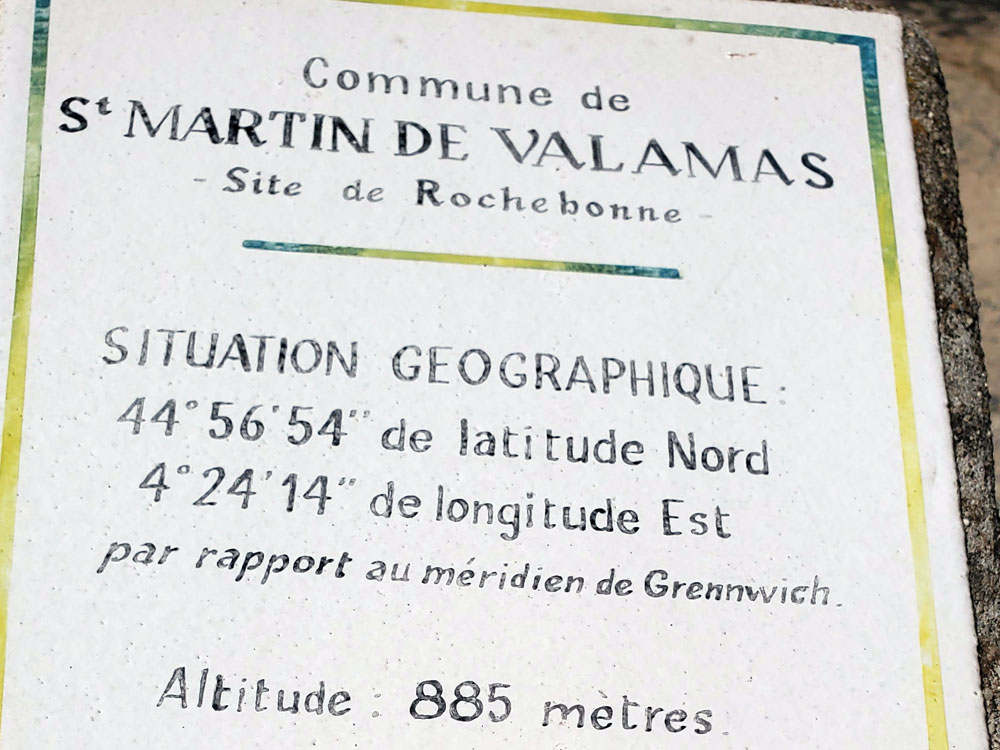 Commune de
St MARTIN DE VALAMAS
- Site de Rochebonne -
SITUATION GEOGRAPHIQUE :
44°56'54'' de latitude Nord
4°24'14'' de longitude Est
par rapport au méridien de Grennwich.
Altitude : 885 mètres.